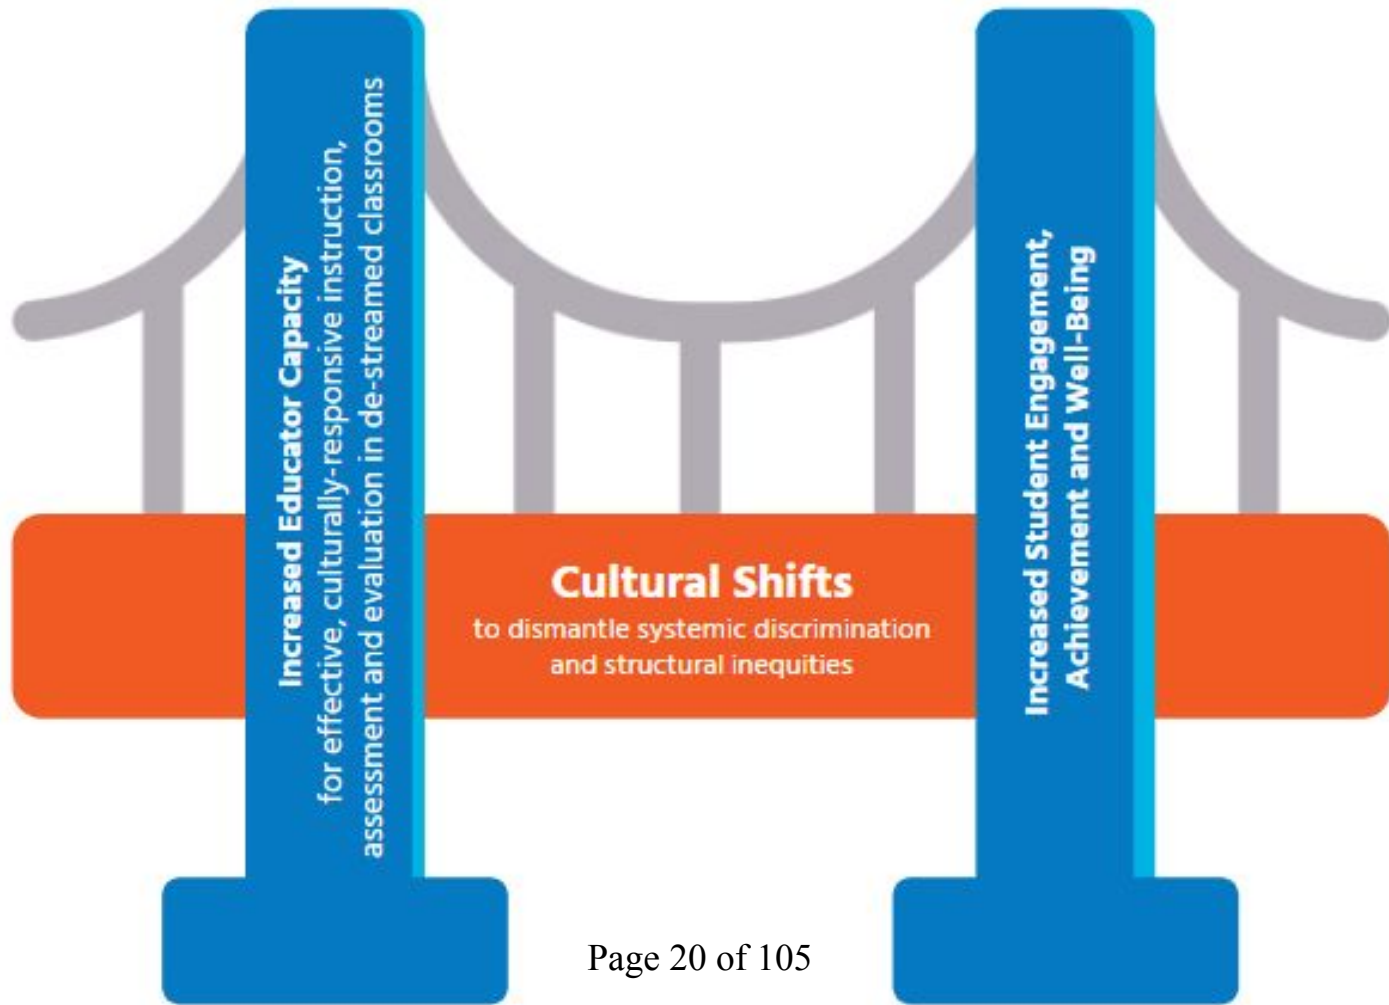 Increased Educator Capacity
for effective, culturally-responsive instruction,
assessment and evaluation in de-streamed classrooms
Cultural Shifts
to dismantle systemic discrimination
and structural inequities
Increased Student Engagement,
Achievement and Well-Being
Page 20 of 105